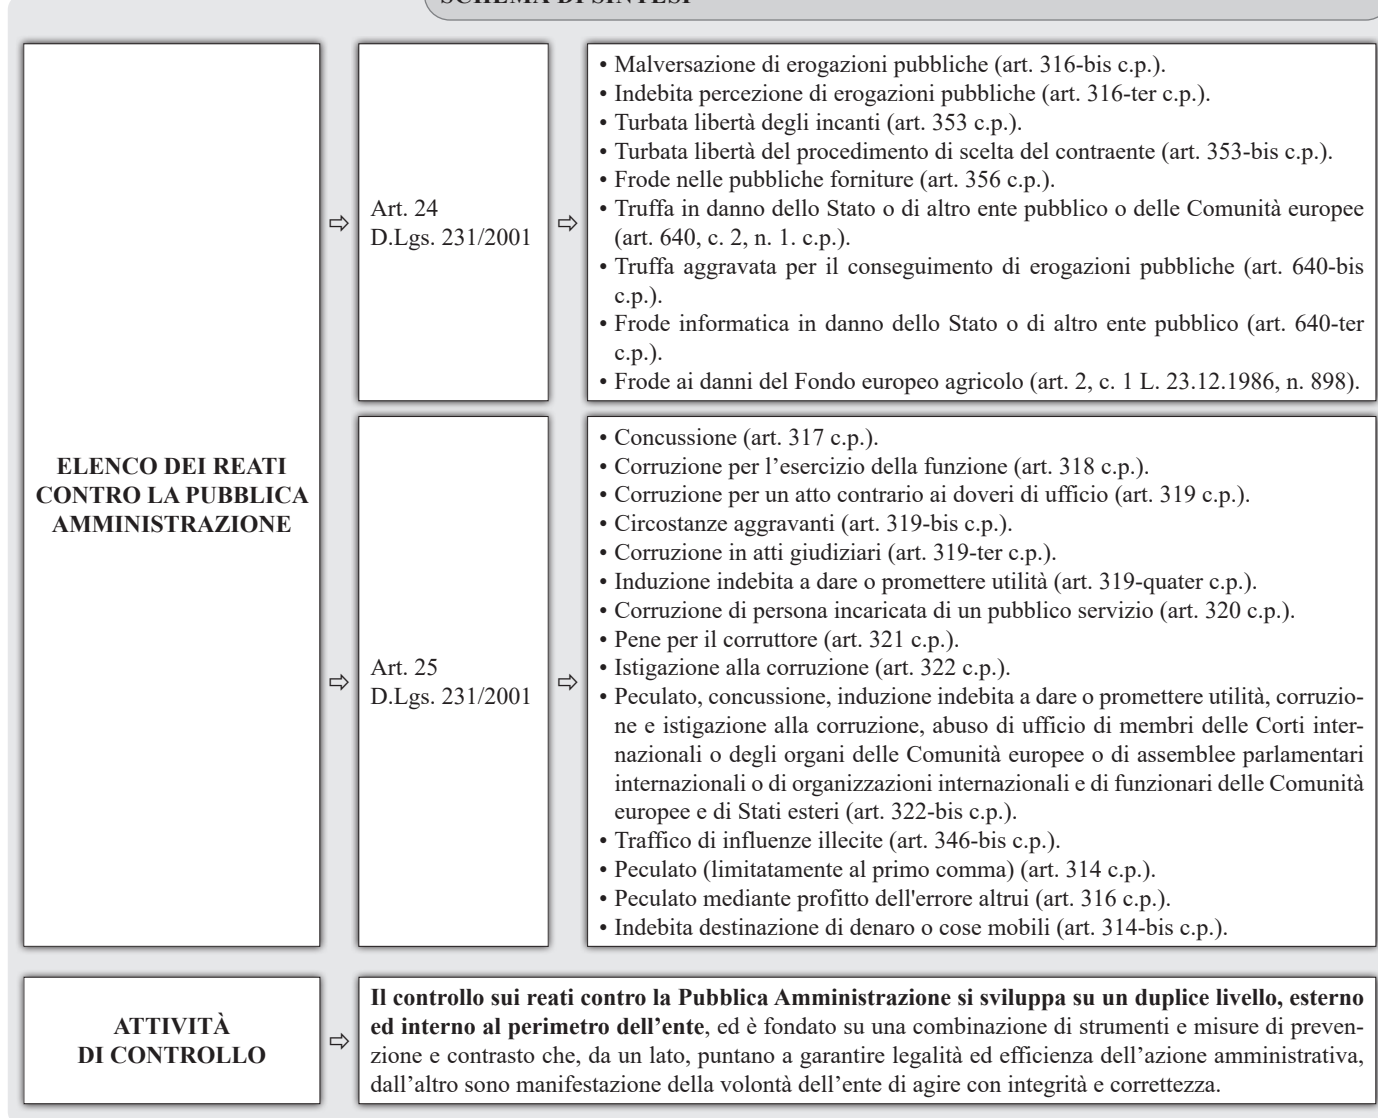 SCHEMA DI SINTESI
ELENCO DEI REATI
CONTRO LA PUBBLICA
AMMINISTRAZIONE
⇨
Art. 24
D.Lgs. 231/2001
⇨
• Malversazione di erogazioni pubbliche (art. 316-bis c.p.).
• Indebita percezione di erogazioni pubbliche (art. 316-ter c.p.).
• Turbata libertà degli incanti (art. 353 c.p.).
• Turbata libertà del procedimento di scelta del contraente (art. 353-bis c.p.).
• Frode nelle pubbliche forniture (art. 356 c.p.).
• Truffa in danno dello Stato o di altro ente pubblico o delle Comunità europee
(art. 640, c. 2, n. 1. c.p.).
• Truffa aggravata per il conseguimento di erogazioni pubbliche (art. 640-bis
c.p.).
• Frode informatica in danno dello Stato o di altro ente pubblico (art. 640-ter
c.p.).
• Frode ai danni del Fondo europeo agricolo (art. 2, c. 1 L. 23.12.1986, n. 898).
⇨
Art. 25
D.Lgs. 231/2001
⇨
• Concussione (art. 317 c.p.).
• Corruzione per l’esercizio della funzione (art. 318 c.p.).
• Corruzione per un atto contrario ai doveri di ufficio (art. 319 c.p.).
• Circostanze aggravanti (art. 319-bis c.p.).
• Corruzione in atti giudiziari (art. 319-ter c.p.).
• Induzione indebita a dare o promettere utilità (art. 319-quater c.p.).
• Corruzione di persona incaricata di un pubblico servizio (art. 320 c.p.).
• Pene per il corruttore (art. 321 c.p.).
• Istigazione alla corruzione (art. 322 c.p.).
• Peculato, concussione, induzione indebita a dare o promettere utilità, corruzio-
ne e istigazione alla corruzione, abuso di ufficio di membri delle Corti inter-
nazionali o degli organi delle Comunità europee o di assemblee parlamentari
internazionali o di organizzazioni internazionali e di funzionari delle Comunità
europee e di Stati esteri (art. 322-bis c.p.).
• Traffico di influenze illecite (art. 346-bis c.p.).
• Peculato (limitatamente al primo comma) (art. 314 c.p.).
• Peculato mediante profitto dell'errore altrui (art. 316 c.p.).
• Indebita destinazione di denaro o cose mobili (art. 314-bis c.p.).
ATTIVITÀ
DI CONTROLLO
⇨
Il controllo sui reati contro la Pubblica Amministrazione si sviluppa su un duplice livello, esterno
ed interno al perimetro dell’ente, ed è fondato su una combinazione di strumenti e misure di preven-
zione e contrasto che, da un lato, puntano a garantire legalità ed efficienza dell’azione amministrativa,
dall’altro sono manifestazione della volontà dell’ente di agire con integrità e correttezza.